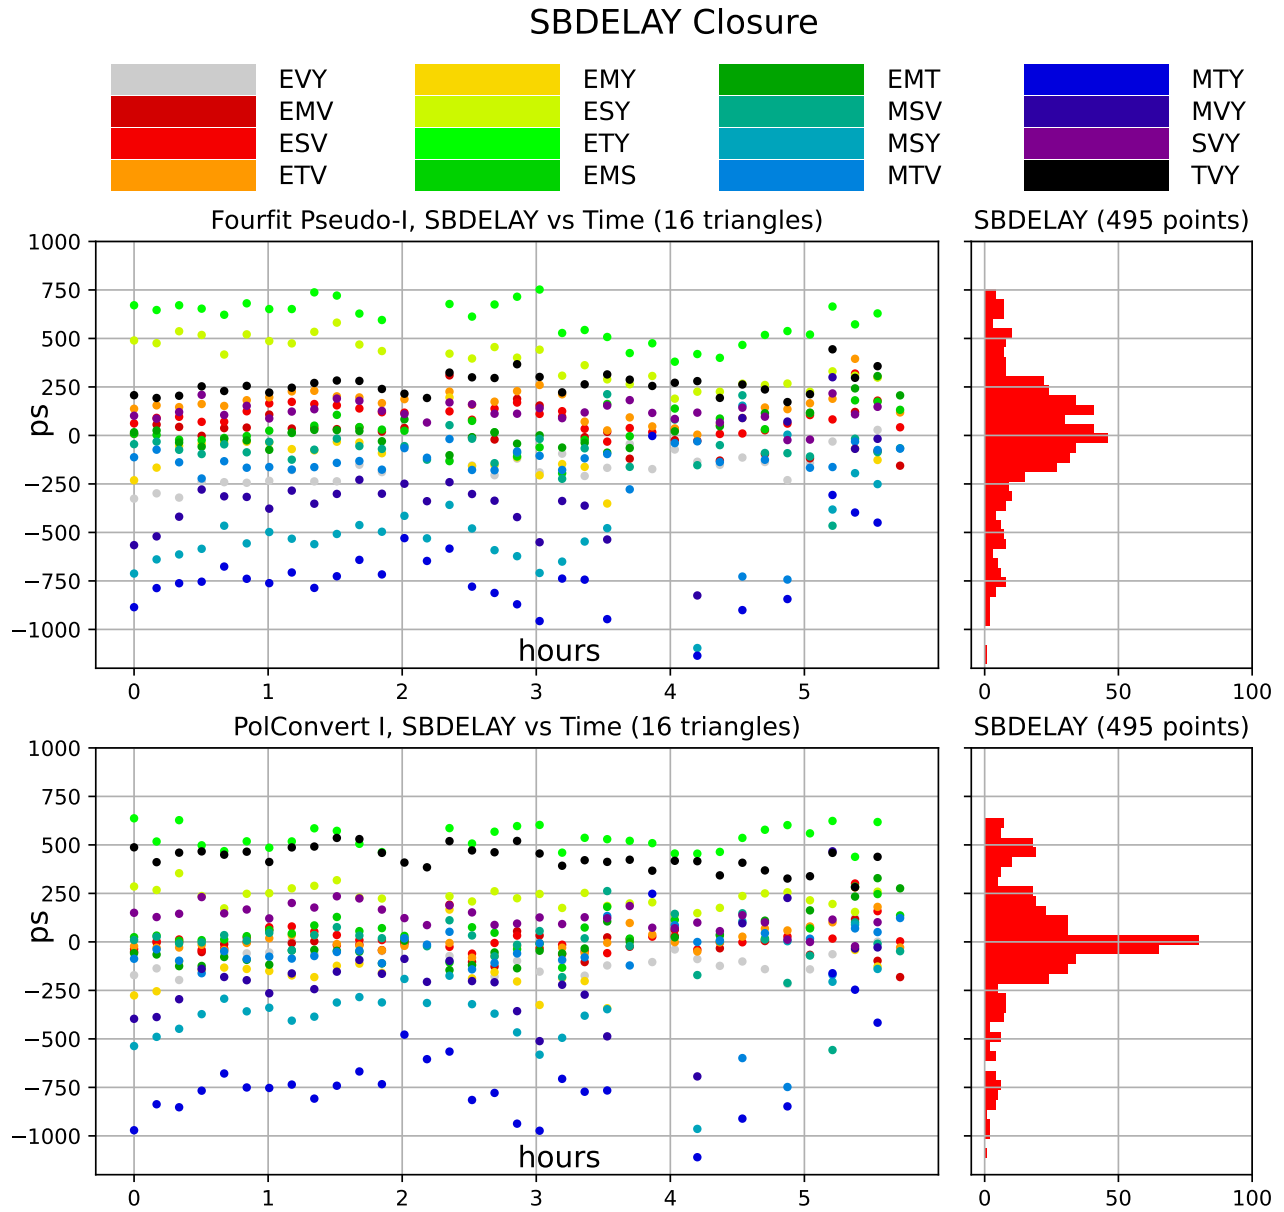 SBDELAY Closure
EVY EMY EMT MTY
EMV ESY MSV MVY
ESV ETY MSY SVY
ETV EMS MTV TVY
Fourfit Pseudo-I, SBDELAY vs Time (16 triangles) SBDELAY (495 points)
1000
750
500
250
0
−250
−500
−750
−1000
ps
hours
0 1 2 3 4 5 0 50 100
PolConvert I, SBDELAY vs Time (16 triangles) SBDELAY (495 points)
1000
750
500
250
0
−250
−500
−750
−1000
ps
hours
0 1 2 3 4 5 0 50 100